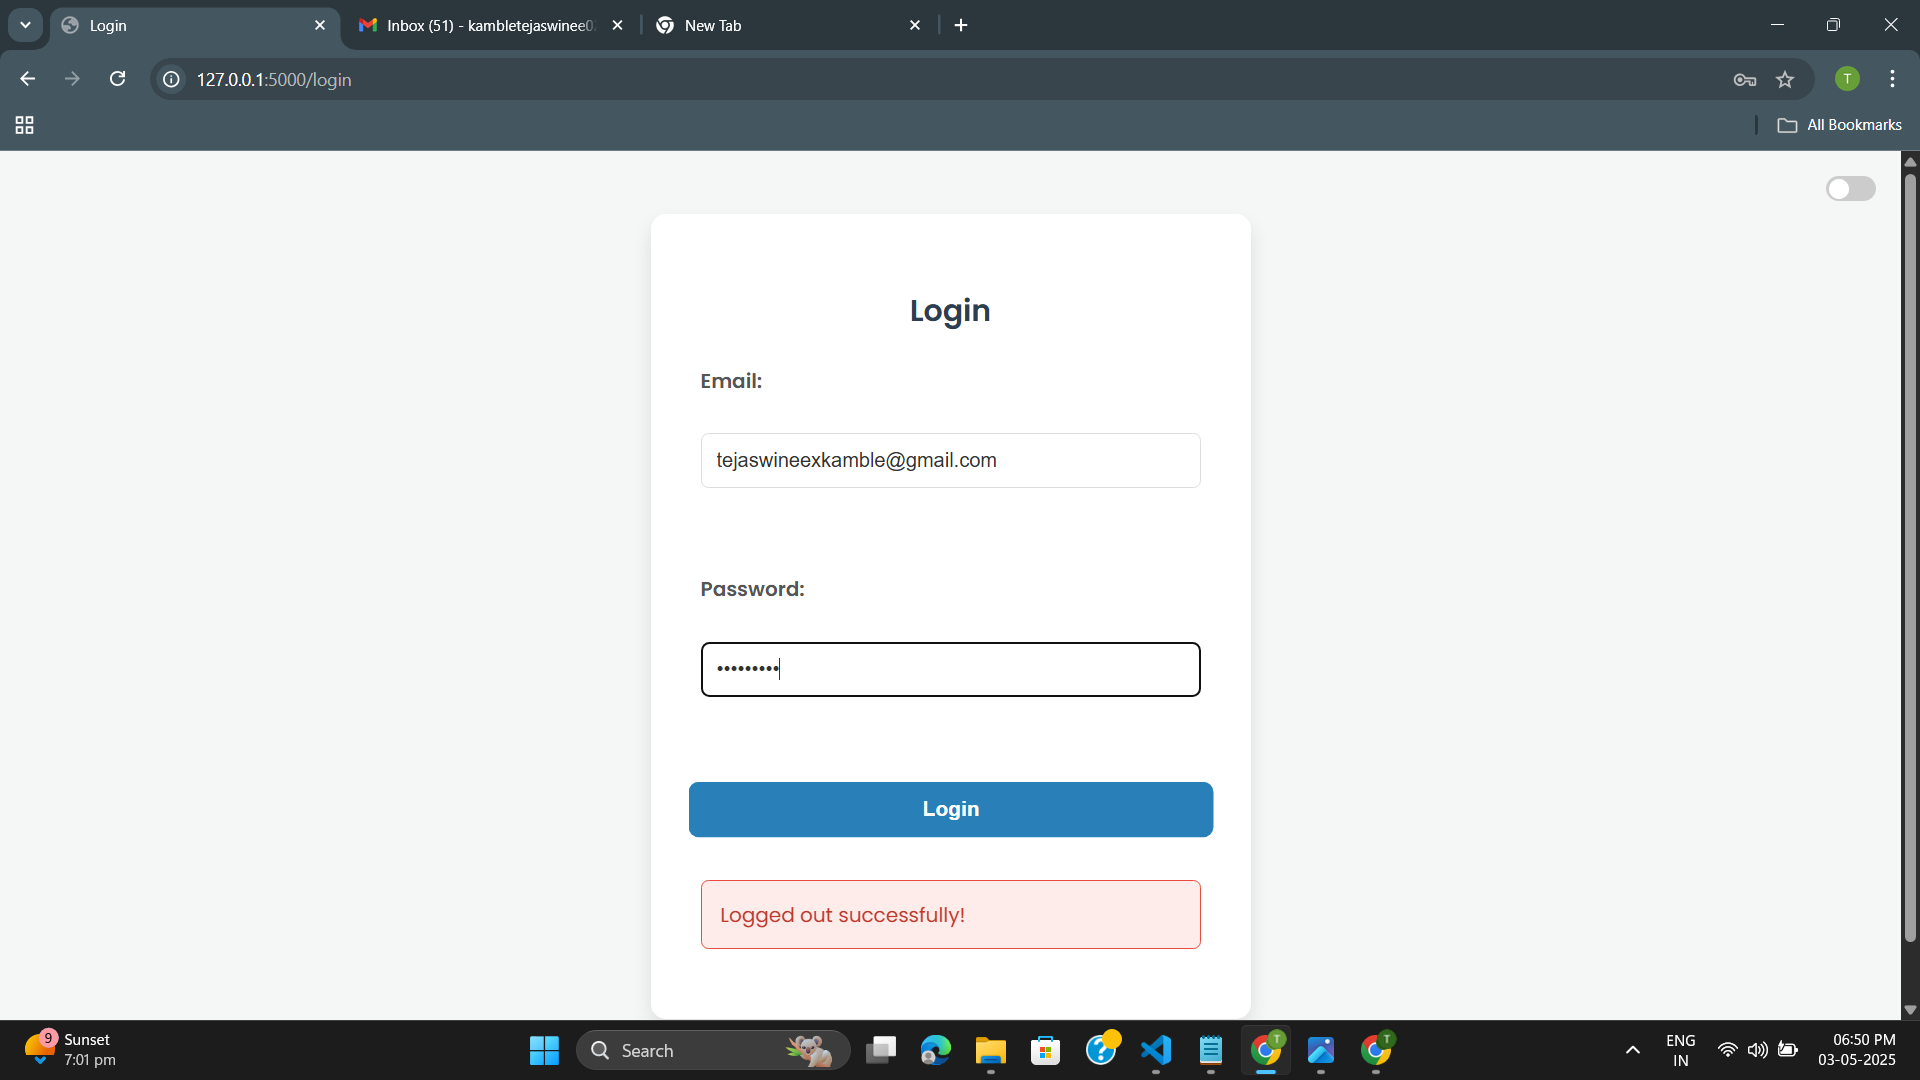 Login
Inbox (51) - kambletejaswinee0
New Tab
127.0.0.1:5000/login
T
All Bookmarks
Login
Email:
tejaswineexkamble@gmail.com
Password:
•••••••••
Login
Logged out successfully!
9
Sunset
7:01 pm
Search
T
T
ENG
IN
06:50 PM
03-05-2025